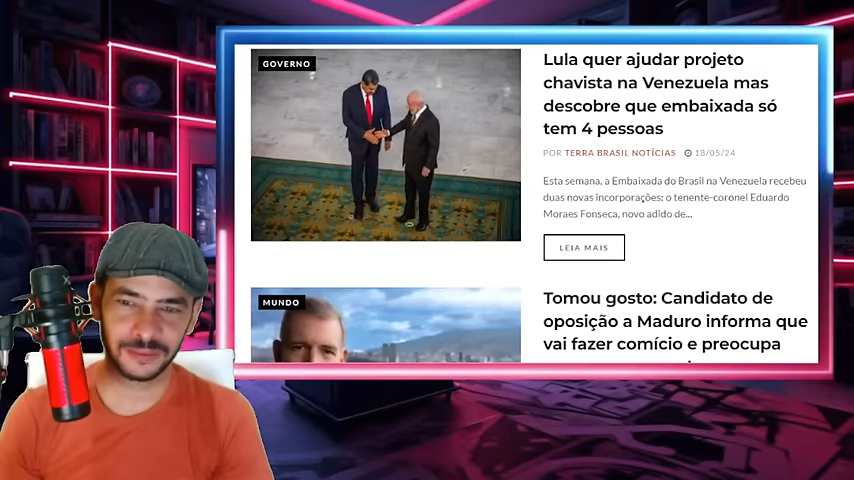 GOVERNO
Lula quer ajudar projeto
chavista na Venezuela mas
descobre que embaixada só
tem 4 pessoas
POR TERRA BRASIL NOTÍCIAS 18/05/24
Esta semana, a Embaixada do Brasil na Venezuela recebeu
duas novas incorporações: o tenente-coronel Eduardo
Moraes Fonseca, novo adido de...
LEIA MAIS
MUNDO
Tomou gosto: Candidato de
oposição a Maduro informa que
vai fazer comício e preocupa